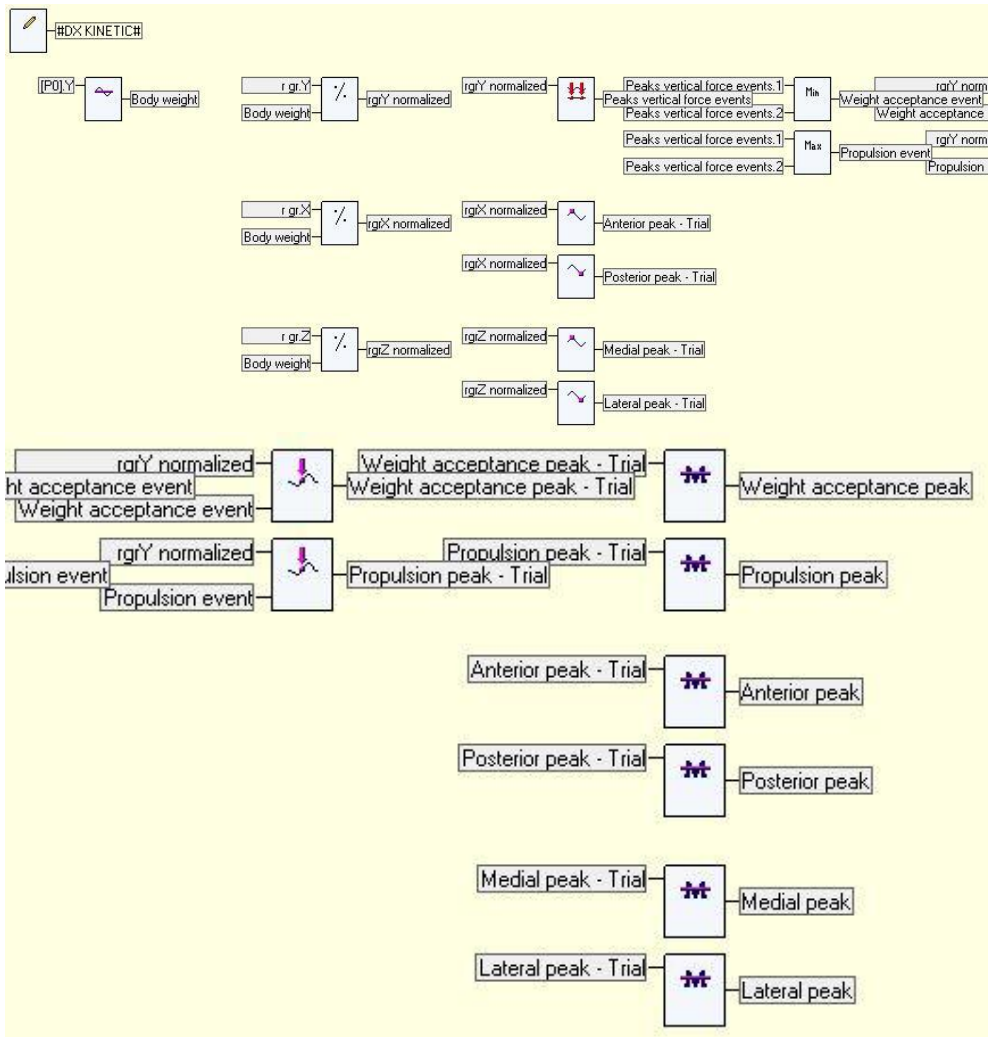 #DX KINETIC#
[P0].Y
Body weight
r gr.Y
Body weight
rgrY normalized
rgrY normalized
Peaks vertical force events
Peaks vertical force events.1
Peaks vertical force events.2
Min
Weight acceptance event
rgrY norm
Weight acceptance
Peaks vertical force events.1
Peaks vertical force events.2
Max
Propulsion event
rgrY norm
Propulsion
r gr.X
Body weight
rgrX normalized
rgrX normalized
Anterior peak - Trial
rgrX normalized
Posterior peak - Trial
r gr.Z
Body weight
rgrZ normalized
rgrZ normalized
Medial peak - Trial
rgrZ normalized
Lateral peak - Trial
rgrY normalized
ht acceptance event
Weight acceptance event
Weight acceptance peak - Trial
Weight acceptance peak - Trial
Weight acceptance peak
rgrY normalized
ulsion event
Propulsion event
Propulsion peak - Trial
Propulsion peak - Trial
Propulsion peak
Anterior peak - Trial
Anterior peak
Posterior peak - Trial
Posterior peak
Medial peak - Trial
Medial peak
Lateral peak - Trial
Lateral peak